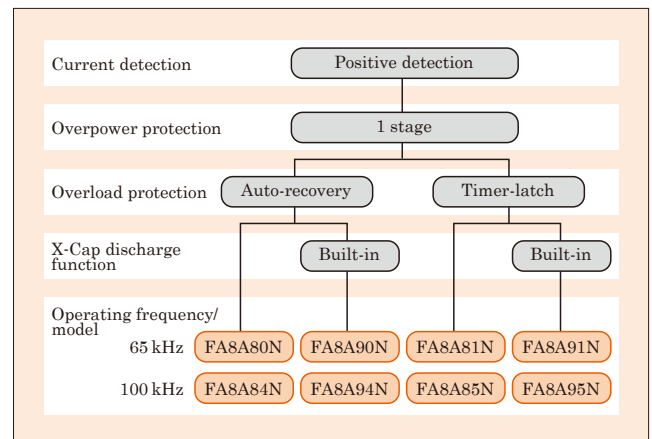 Current detection
Positive detection
Overpower protection
1 stage
Overload protection
Auto-recovery
Timer-latch
X-Cap discharge
function
Built-in
Built-in
Operating frequency/
model
65 kHz
FA8A80N
FA8A90N
FA8A81N
FA8A91N
100 kHz
FA8A84N
FA8A94N
FA8A85N
FA8A95N